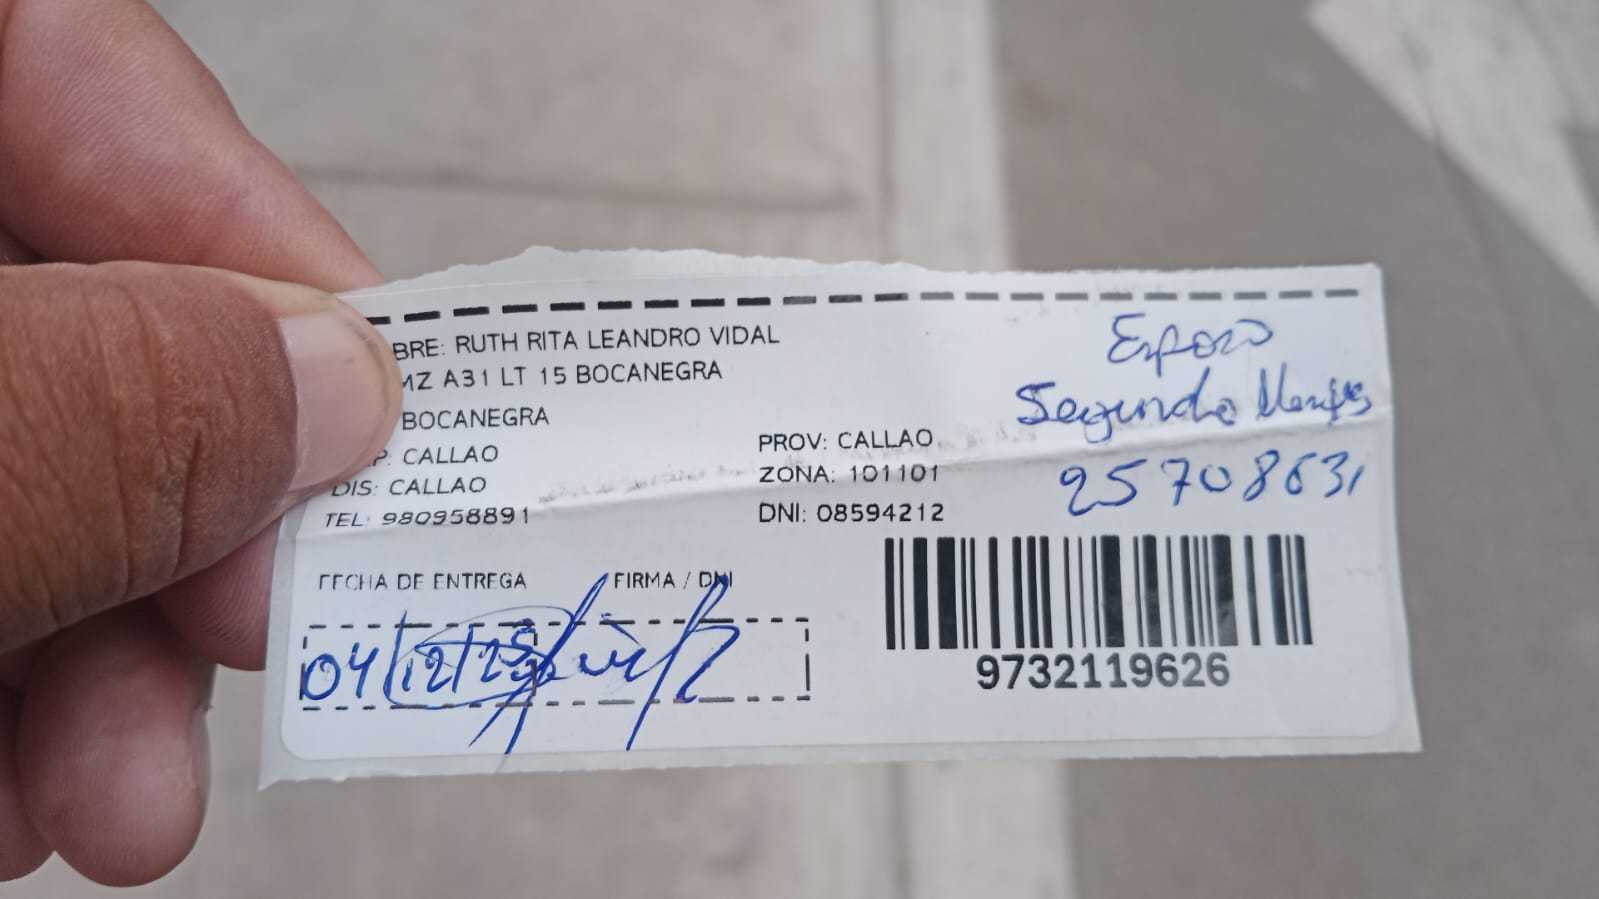 BRE: RUTH RITA LEANDRO VIDAL
MZ A31 LT 15 BOCANEGRA
BOCANEGRA
P: CALLAO
PROV: CALLAO
DIS: CALLAO
ZONA: 101101
TEL: 980958891
DNI: 08594212
Esposo
Segundo
25708631
FECHA DE ENTREGA
FIRMA / DNI
04/12/25
9732119626